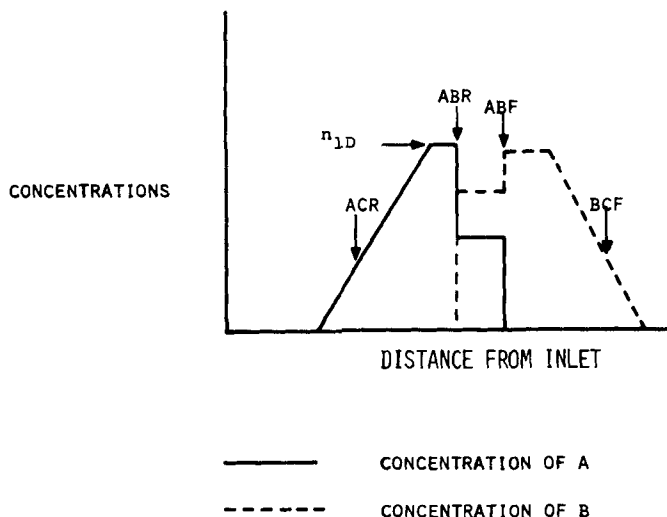 ABR ABF
n1D
CONCENTRATIONS
ACR
BCF
DISTANCE FROM INLET
CONCENTRATION OF A
CONCENTRATION OF B